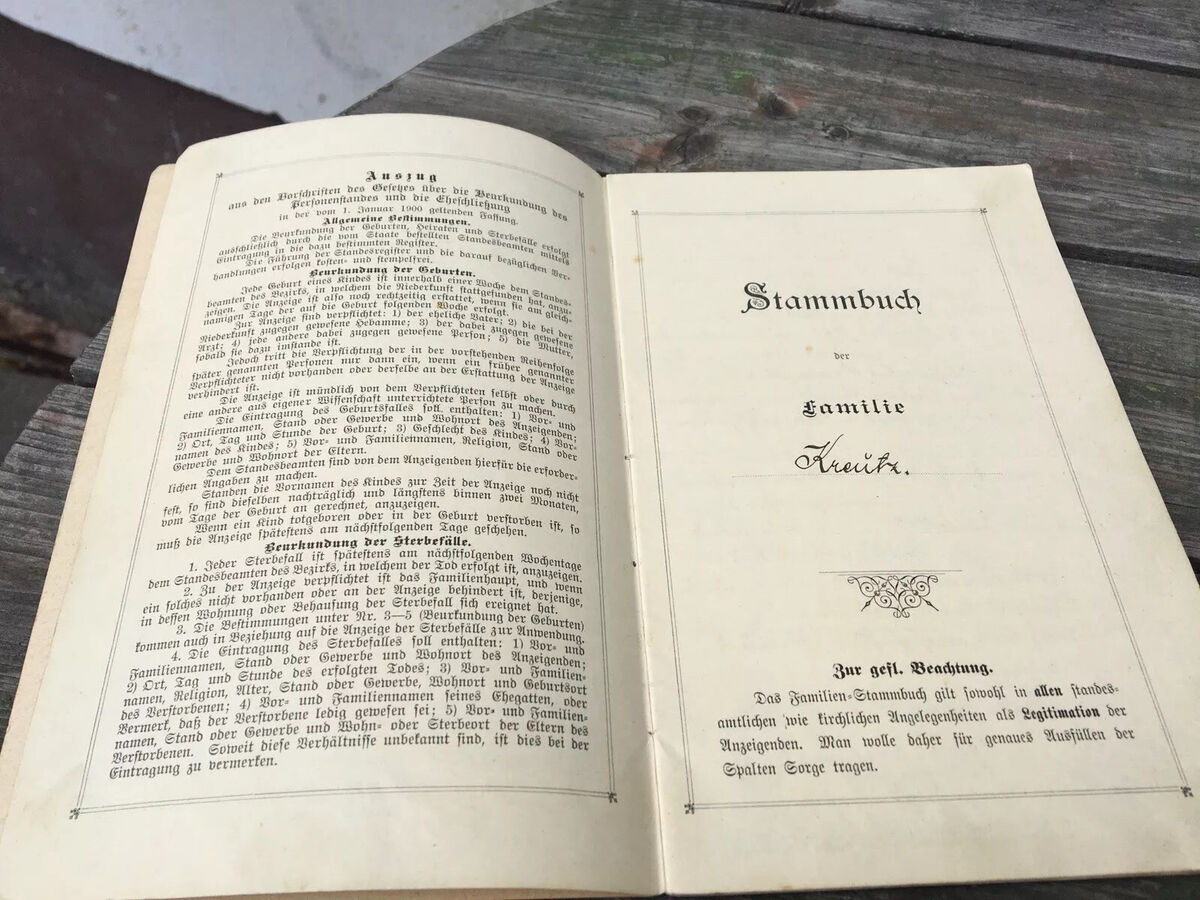 Auszug
aus den Vorschriften des Gesetzes über die Beurkundung des
Personenstandes und die Eheschließung
in der vom 1. Januar 1900 geltenden Fassung.
Allgemeine Bestimmungen.
Die Beurkundung der Geburten, Heiraten und Sterbefälle erfolgt
ausschließlich durch die vom Staate bestellten Standesbeamten mittels
Eintragung in die dazu bestimmten Register.
Die Führung der Standesregister und die darauf bezüglichen Ver-
handlungen erfolgen kosten- und stempelfrei.
Beurkundung der Geburten.
Jede Geburt eines Kindes ist innerhalb einer Woche dem Standes-
beamten des Bezirks, in welchem die Niederkunft stattgefunden hat, anzu-
zeigen. Die Anzeige ist also noch rechtzeitig erstattet, wenn sie am gleich-
namigen Tage der auf die Geburt folgenden Woche erfolgt.
Zur Anzeige sind verpflichtet: 1) der eheliche Vater; 2) die bei der
Niederkunft zugegen gewesene Hebamme; 3) der dabei zugegen gewesene
Arzt; 4) jede andere dabei zugegen gewesene Person; 5) die Mutter,
sobald sie dazu imstande ist.
Jedoch tritt die Verpflichtung der in der vorstehenden Reihenfolge
später genannten Personen nur dann ein, wenn ein früher genannter
Verpflichteter nicht vorhanden oder derselbe an der Erstattung der Anzeige
verhindert ist.
Die Anzeige ist mündlich von dem Verpflichteten selbst oder durch
eine andere aus eigener Wissenschaft unterrichtete Person zu machen.
Die Eintragung des Geburtsfalles soll enthalten: 1) Vor- und
Familiennamen, Stand oder Gewerbe und Wohnort des Anzeigenden;
2) Ort, Tag und Stunde der Geburt; 3) Geschlecht des Kindes; 4) Vor-
namen des Kindes; 5) Vor- und Familiennamen, Religion, Stand oder
Gewerbe und Wohnort der Eltern.
Dem Standesbeamten sind von dem Anzeigenden hierfür die erforder-
lichen Angaben zu machen.
Standen die Vornamen des Kindes zur Zeit der Anzeige noch nicht
fest, so sind dieselben nachträglich und längstens binnen zwei Monaten,
vom Tage der Geburt an gerechnet, anzuzeigen.
Wenn ein Kind totgeboren oder in der Geburt verstorben ist, so
muß die Anzeige spätestens am nächstfolgenden Tage geschehen.
Beurkundung der Sterbefälle.
1. Jeder Sterbefall ist spätestens am nächstfolgenden Wochentage
dem Standesbeamten des Bezirks, in welchem der Tod erfolgt ist, anzuzeigen.
2. Zu der Anzeige verpflichtet ist das Familienhaupt, und wenn
ein solches nicht vorhanden oder an der Anzeige behindert ist, derjenige,
in dessen Wohnung oder Behausung der Sterbefall sich ereignet hat.
3. Die Bestimmungen unter Nr. 3—5 (Beurkundung der Geburten)
kommen auch in Beziehung auf die Anzeige der Sterbefälle zur Anwendung.
4. Die Eintragung des Sterbefalles soll enthalten: 1) Vor- und
Familiennamen, Stand oder Gewerbe und Wohnort des Anzeigenden;
2) Ort, Tag und Stunde des erfolgten Todes; 3) Vor- und Familien-
namen, Religion, Alter, Stand oder Gewerbe, Wohnort und Geburtsort
des Verstorbenen; 4) Vor- und Familiennamen seines Ehegatten, oder
Vermerk, daß der Verstorbene ledig gewesen sei; 5) Vor- und Familien-
namen, Stand oder Gewerbe und Wohn- oder Sterbeort der Eltern des
Verstorbenen. Soweit diese Verhältnisse unbekannt sind, ist dies bei der
Eintragung zu vermerken.
Stammbuch
der
Familie
Kreutz.
Zur gefl. Beachtung.
Das Familien-Stammbuch gilt sowohl in allen standes-
amtlichen wie kirchlichen Angelegenheiten als Legitimation der
Anzeigenden. Man wolle daher für genaues Ausfüllen der
Spalten Sorge tragen.